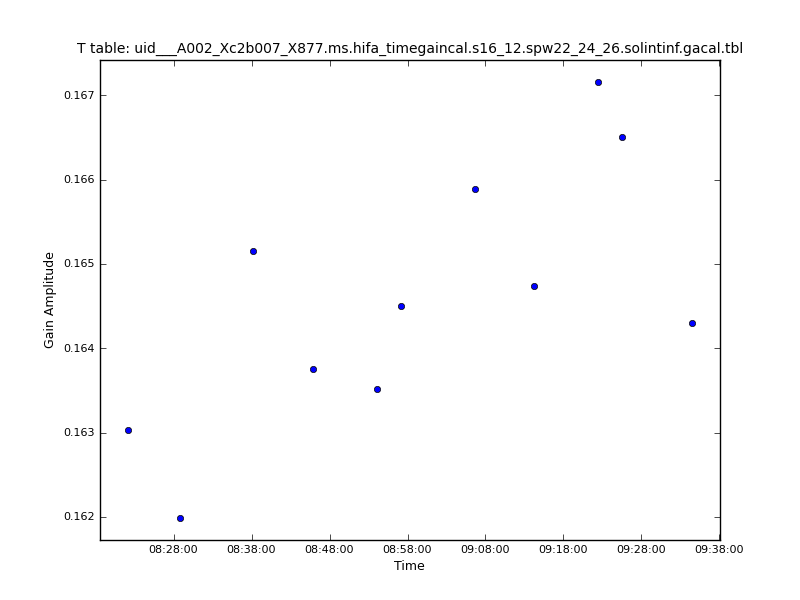 T table: uid___A002_Xc2b007_X877.ms.hifa_timegaincal.s16_12.spw22_24_26.solintinf.gacal.tbl
0.167
0.166
0.165
0.164
0.163
0.162
Gain Amplitude
08:28:00 08:38:00 08:48:00 08:58:00 09:08:00 09:18:00 09:28:00 09:38:00
Time